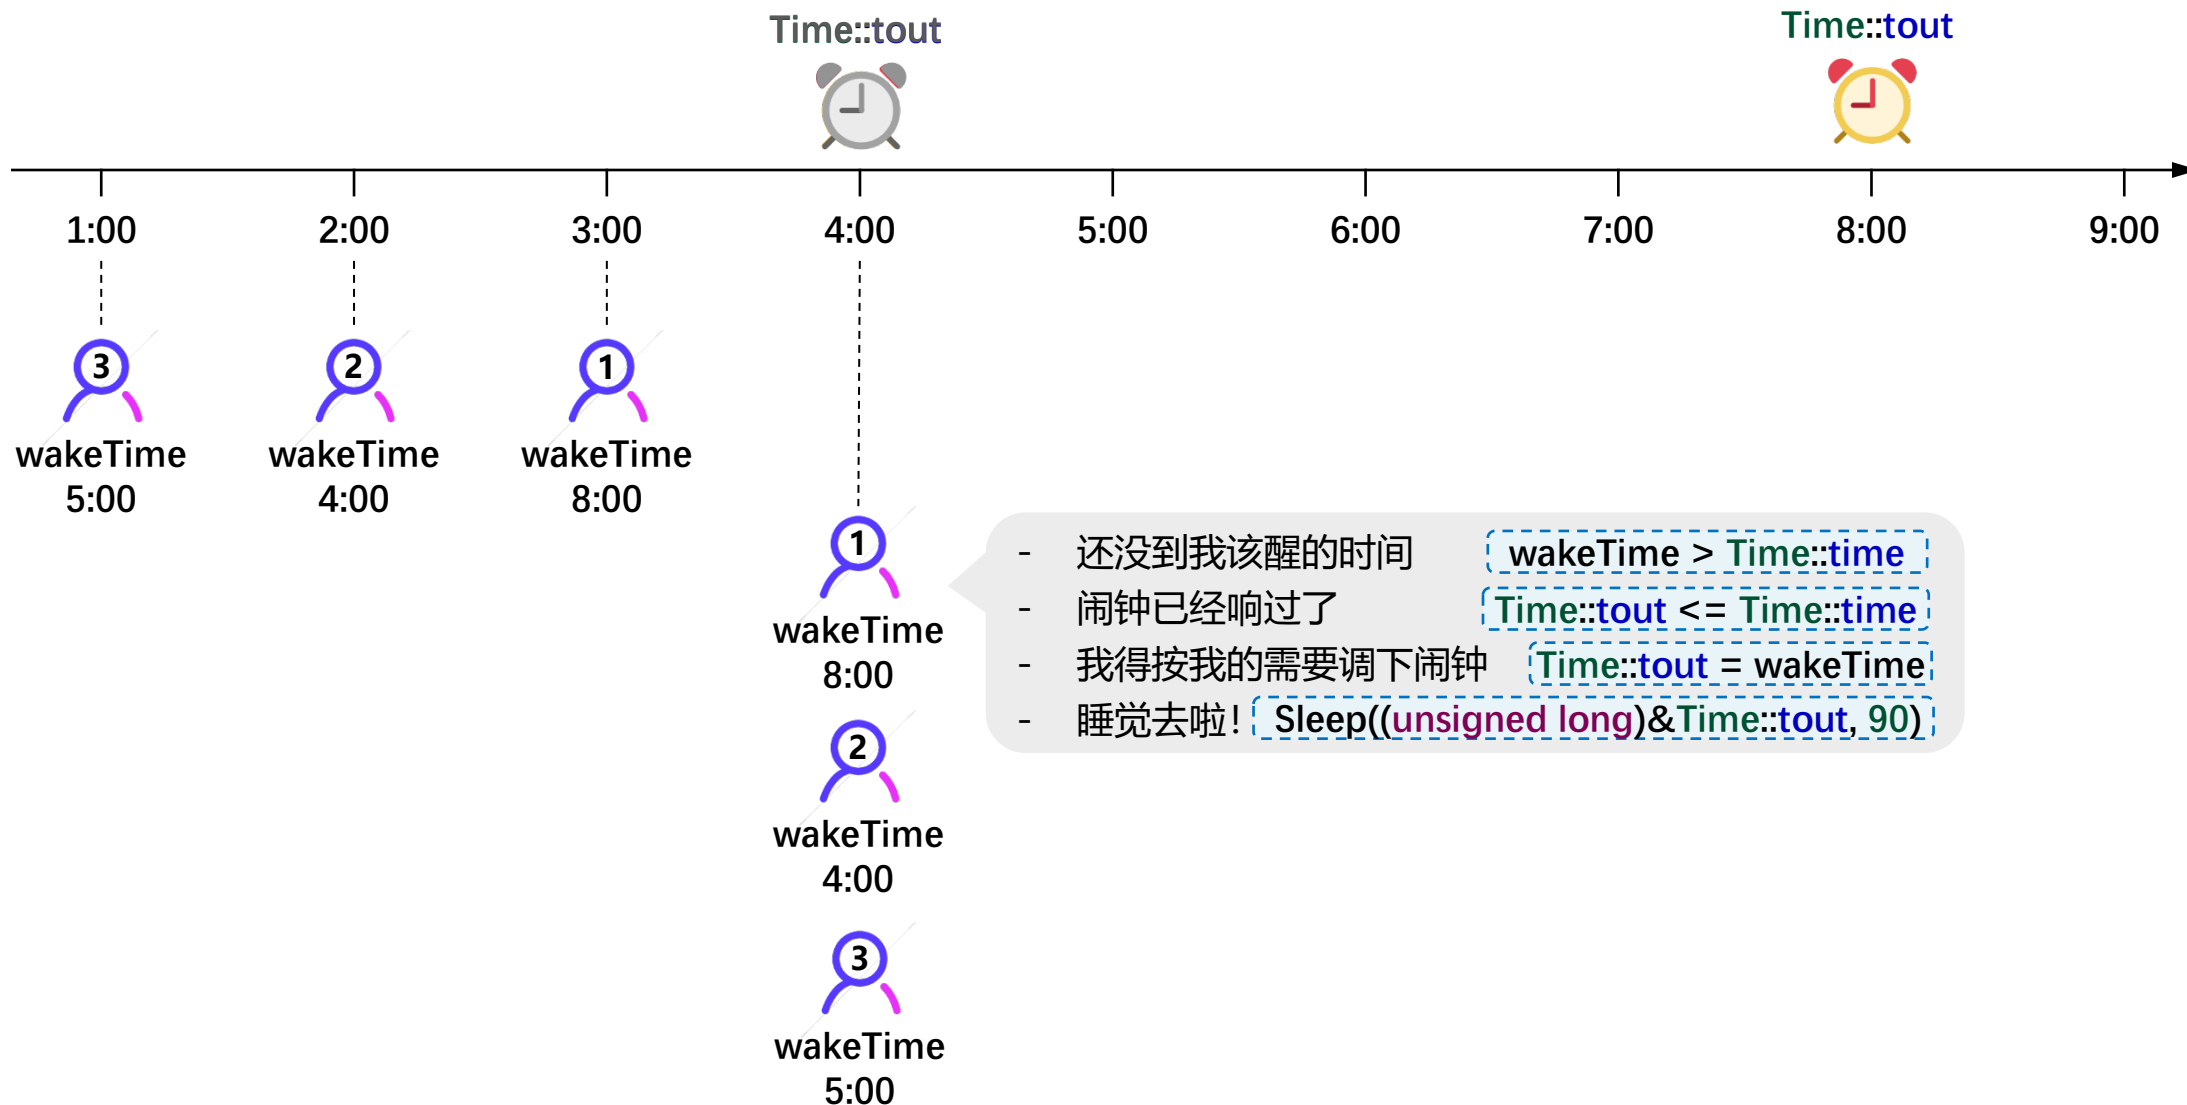 Time::tout
Time::tout
1:00
2:00
3:00
4:00
5:00
6:00
7:00
8:00
9:00
3
wakeTime
5:00
2
wakeTime
4:00
1
wakeTime
8:00
1
wakeTime
8:00
- 还没到我该醒的时间 wakeTime > Time::time
- 闹钟已经响过了 Time::tout <= Time::time
- 我得按我的需要调下闹钟 Time::tout = wakeTime
- 睡觉去啦! Sleep((unsigned long)&Time::tout, 90)
2
wakeTime
4:00
3
wakeTime
5:00